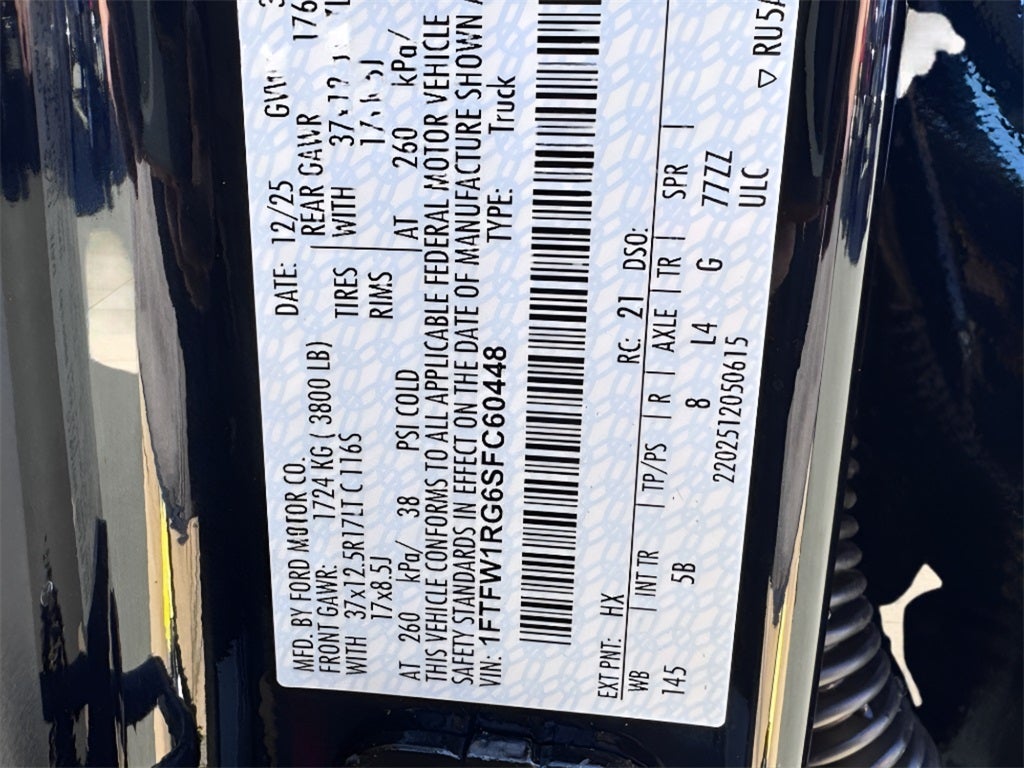 MFD. BY FORD MOTOR CO. DATE: 12/25
FRONT GAWR: 1724 KG ( 3800 LB) REAR GAWR 176
WITH 37x12.5R17LT C 116S TIRES WITH
17x8.5J RIMS
AT 260 kPa/ 38 PSI COLD AT 260 kPa/
THIS VEHICLE CONFORMS TO ALL APPLICABLE FEDERAL MOTOR VEHICLE
SAFETY STANDARDS IN EFFECT ON THE DATE OF MANUFACTURE SHOWN
VIN: 1FTFW1RG6SFC60448 TYPE: Truck
EXT PNT: HX RC: 21 DSO:
WB | INT TR | TP/PS | R | AXLE | TR | SPR |
145 5B 8 L4 G 77ZZ
2202512050615 ULC
▽ RU5A